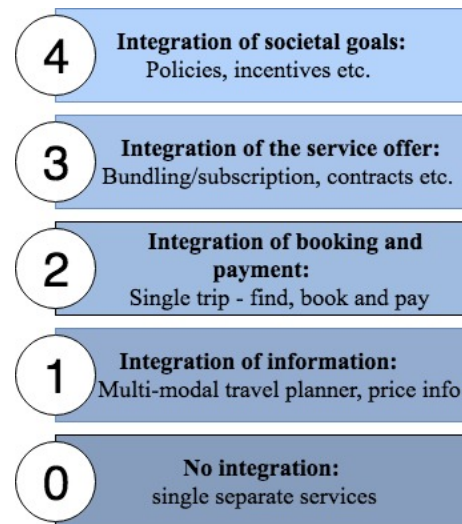 4
Integration of societal goals:
Policies, incentives etc.
3
Integration of the service offer:
Bundling/subscription, contracts etc.
2
Integration of booking and
payment:
Single trip - find, book and pay
1
Integration of information:
Multi-modal travel planner, price info
0
No integration:
single separate services